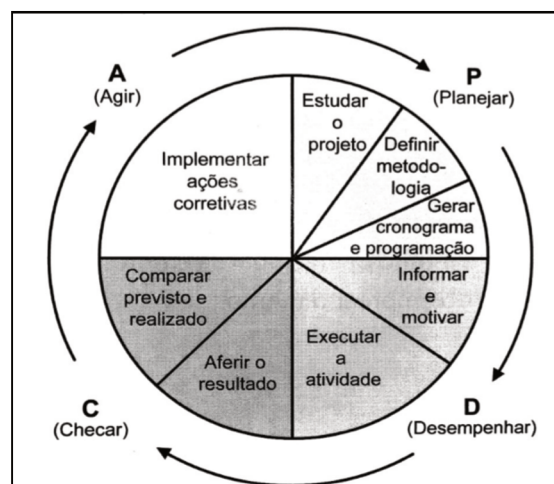 A
(Agir)
P
(Planejar)
Estudar
o
projeto
Definir
metodo-
logia
Gerar
cronograma
e programação
Informar
e
motivar
Executar
a
atividade
D
(Desempenhar)
Aferir o
resultado
Comparar
previsto e
realizado
C
(Checar)
Implementar
ações
corretivas